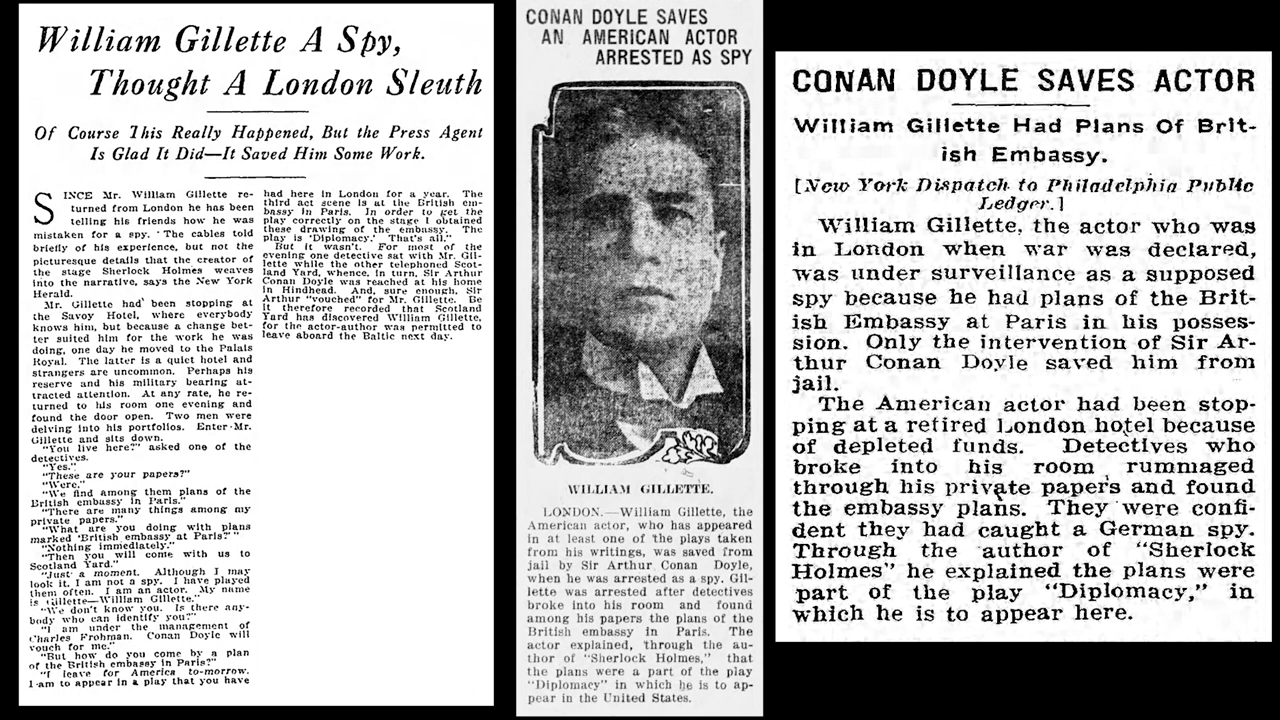 William Gillette A Spy,
Thought A London Sleuth
Of Course This Really Happened, But the Press Agent
Is Glad It Did—It Saved Him Some Work.
SINCE Mr. William Gillette re-
turned from London he has been
telling his friends how he was
mistaken for a spy. The cables told
briefly of his experience, but not the
picturesque details that the creator of
the stage Sherlock Holmes weaves
into the narrative, says the New York
Herald.
Mr. Gillette had been stopping at
the Savoy Hotel, where everybody
knows him, but because a change bet-
ter suited him for the work he was
doing, one day he moved to the Palais
Royal. The latter is a quiet hotel and
strangers are uncommon. Perhaps his
reserve and his military bearing at-
tracted attention. At any rate, he re-
turned to his room one evening and
found the door open. Two men were
delving into his portfolios. Enter Mr.
Gillette and sits down.
"You live here?" asked one of the
detectives.
"Yes."
"These are your papers?"
"Were."
"We find among them plans of the
British embassy in Paris."
"There are many things among my
private papers."
"What are you doing with plans
marked 'British embassy at Paris?'"
"Nothing immediately."
"Then you will come with us to
Scotland Yard."
"Just a moment. Although I may
look it. I am not a spy. I have played
them often. I am an actor. My name
is Gillette—William Gillette."
"We don't know you. Is there any-
body who can identify you?"
"I am under the management of
Charles Frohman. Conan Doyle will
vouch for me."
"But how do you come by a plan
of the British embassy in Paris?"
"I leave for America to-morrow.
I am to appear in a play that you have
had here in London for a year. The
third act scene is at the British em-
bassy in Paris. In order to get the
play correctly on the stage I obtained
these drawing of the embassy. The
play is 'Diplomacy.' That's all."
But it wasn't. For most of the
evening one detective sat with Mr. Gil-
lette while the other telephoned Scot-
land Yard, whence, in turn, Sir Arthur
Conan Doyle was reached at his home
in Hindhead. And, sure enough, Sir
Arthur "vouched" for Mr. Gillette. Be
it therefore recorded that Scotland
Yard has discovered William Gillette,
for the actor-author was permitted to
leave aboard the Baltic next day.
CONAN DOYLE SAVES
AN AMERICAN ACTOR
ARRESTED AS SPY
WILLIAM GILLETTE.
LONDON.—William Gillette, the
American actor, who has appeared
in at least one of the plays taken
from his writings, was saved from
jail by Sir Arthur Conan Doyle,
when he was arrested as a spy. Gil-
lette was arrested after detectives
broke into his room and found
among his papers the plans of the
British embassy in Paris. The
actor explained, through the au-
thor of "Sherlock Holmes," that
the plans were a part of the play
"Diplomacy" in which he is to ap-
pear in the United States.
CONAN DOYLE SAVES ACTOR
William Gillette Had Plans Of Brit-
ish Embassy.
[New York Dispatch to Philadelphia Public
Ledger.]
William Gillette, the actor who was
in London when war was declared,
was under surveillance as a supposed
spy because he had plans of the Brit-
ish Embassy at Paris in his posses-
sion. Only the intervention of Sir Ar-
thur Conan Doyle saved him from
jail.
The American actor had been stop-
ping at a retired London hotel because
of depleted funds. Detectives who
broke into his room rummaged
through his private papers and found
the embassy plans. They were confi-
dent they had caught a German spy.
Through the author of "Sherlock
Holmes" he explained the plans were
part of the play "Diplomacy," in
which he is to appear here.